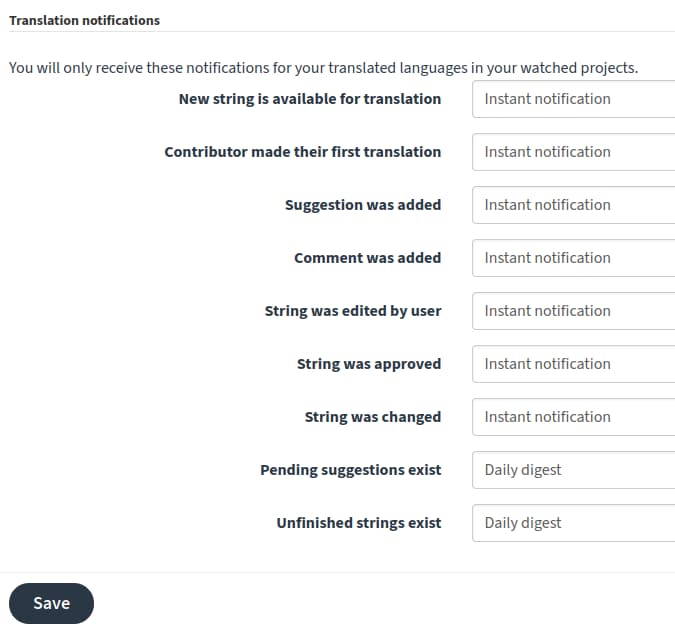 Translation notifications
You will only receive these notifications for your translated languages in your watched projects.
New string is available for translation Instant notification
Contributor made their first translation Instant notification
Suggestion was added Instant notification
Comment was added Instant notification
String was edited by user Instant notification
String was approved Instant notification
String was changed Instant notification
Pending suggestions exist Daily digest
Unfinished strings exist Daily digest
Save